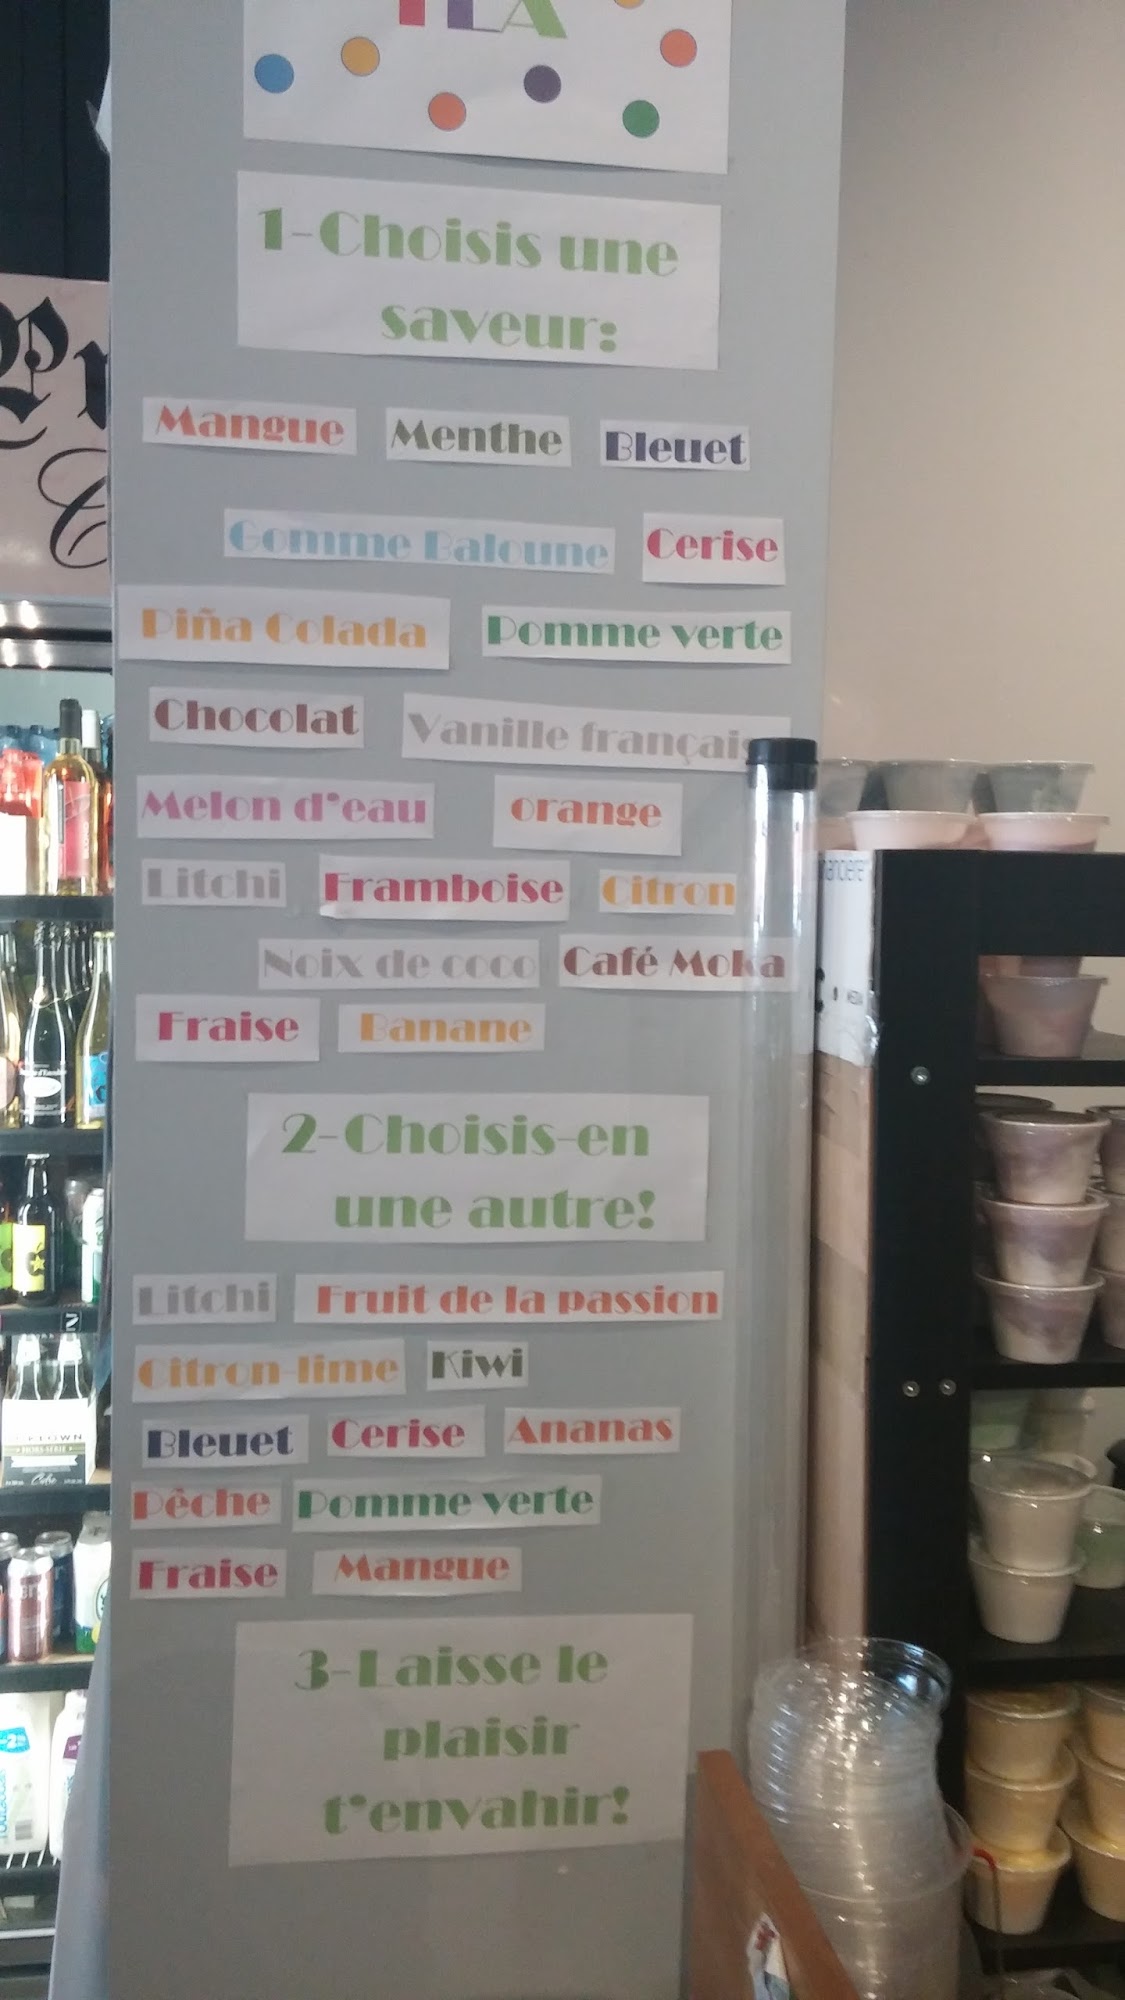 1-Choisis une
saveur:
Mangue Menthe Bleuet
Gomme Baloune Cerise
Piña Colada Pomme verte
Chocolat Vanille français
Melon d'eau orange
Litchi Framboise Citron
Noix de coco Café Moka
Fraise Banane
2-Choisis-en
une autre!
Litchi Fruit de la passion
Citron-lime Kiwi
Bleuet Cerise Ananas
Pêche Pomme verte
Fraise Mangue
3-Laisse le
plaisir
t'envahir!